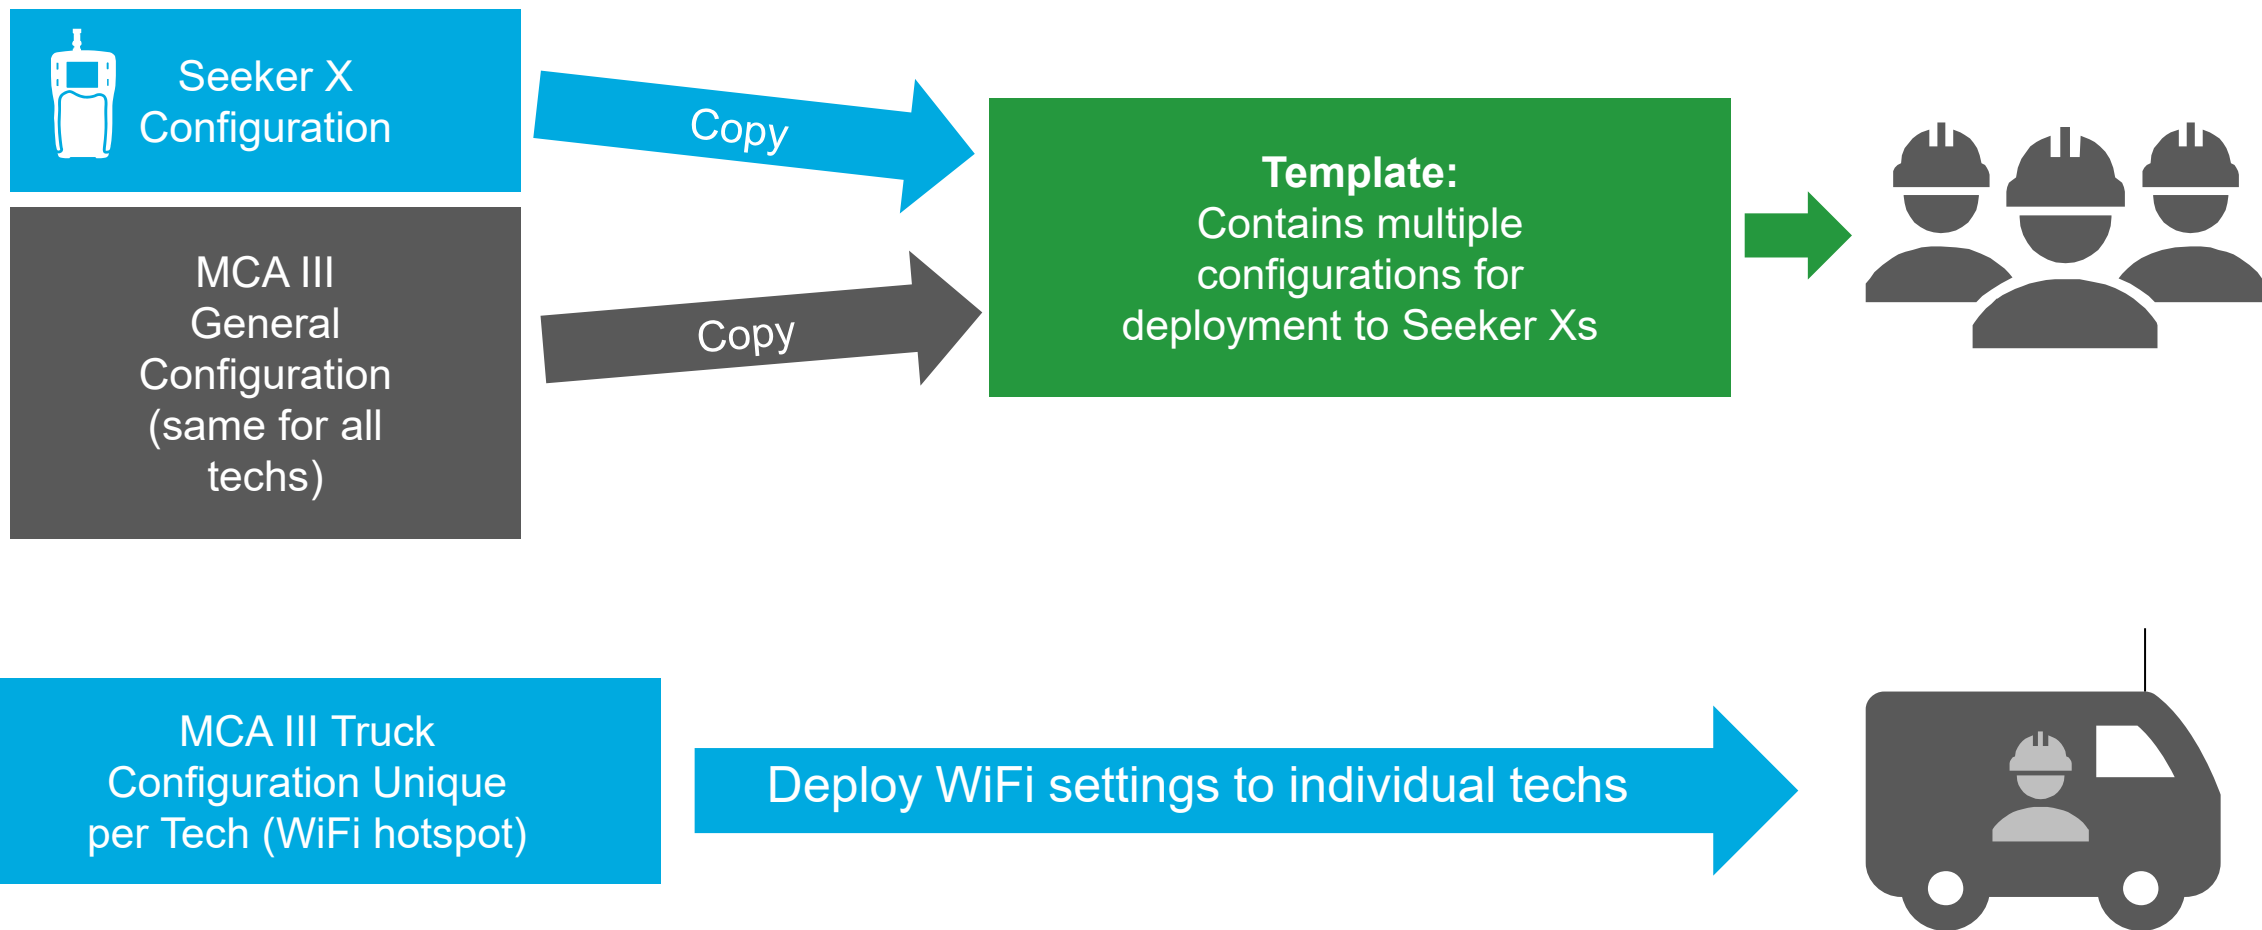 Seeker X
Configuration
Copy
MCA III
General
Configuration
(same for all
techs)
Copy
Template:
Contains multiple
configurations for
deployment to Seeker Xs
MCA III Truck
Configuration Unique
per Tech (WiFi hotspot)
Deploy WiFi settings to individual techs